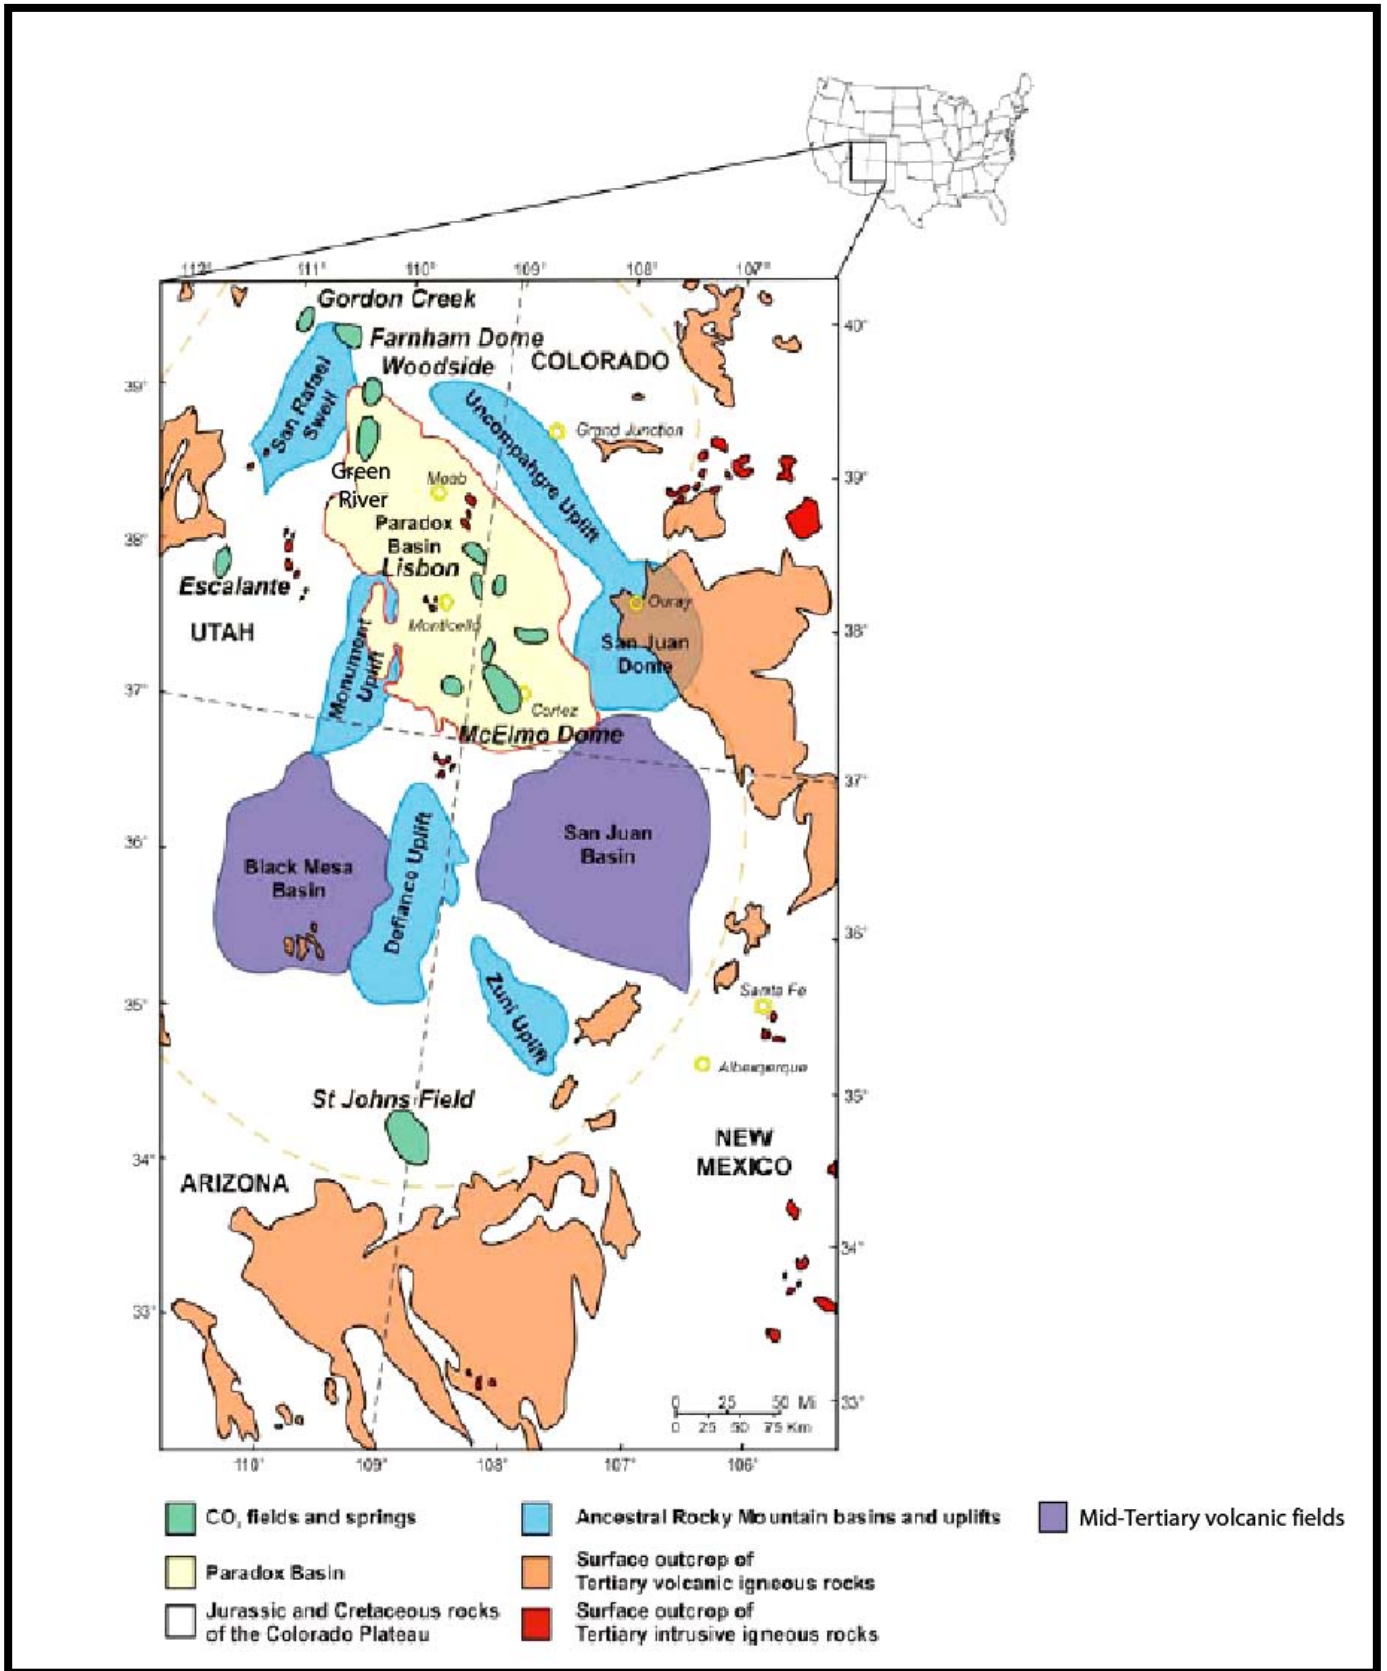 112°
111°
110°
109°
108°
107°
Gordon Creek
Farnham Dome
Woodside
COLORADO
40°
39°
San Rafael
Swell
Uncompahgre Uplift
Grand Junction
Green
River
Moab
39°
Paradox
Basin
38°
Lisbon
Escalante
Ouray
Monticello
UTAH
38°
San Juan
Dome
Monument
Uplift
37°
Cortez
McElmo Dome
37°
36°
San Juan
Basin
Black Mesa
Basin
Defiance Uplift
36°
Zuni Uplift
Santa Fe
35°
Alberqerque
St Johns Field
35°
NEW
MEXICO
34°
ARIZONA
34°
33°
0 25 50 Mi
0 25 50 75 Km
33°
110°
109°
108°
107°
106°
CO, fields and springs
Ancestral Rocky Mountain basins and uplifts
Mid-Tertiary volcanic fields
Paradox Basin
Surface outcrop of
Tertiary volcanic igneous rocks
Jurassic and Cretaceous rocks
of the Colorado Plateau
Surface outcrop of
Tertiary intrusive igneous rocks